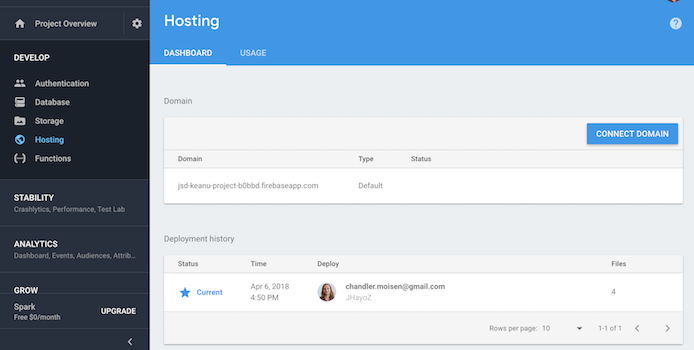 Project Overview
Hosting
DASHBOARD
USAGE
DEVELOP
Authentication
Database
Storage
Hosting
Functions
STABILITY
Crashlytics, Performance, Test Lab
ANALYTICS
Dashboard, Events, Audiences, Attrib...
GROW
Spark
Free $0/month
UPGRADE
Domain
CONNECT DOMAIN
Domain Type Status
jsd-keanu-project-b0bbd.firebaseapp.com Default
Deployment history
Status Time Deploy Files
Current Apr 6, 2018 chandler.moisen@gmail.com 4
4:50 PM JHayoZ
Rows per page: 10 1-1 of 1